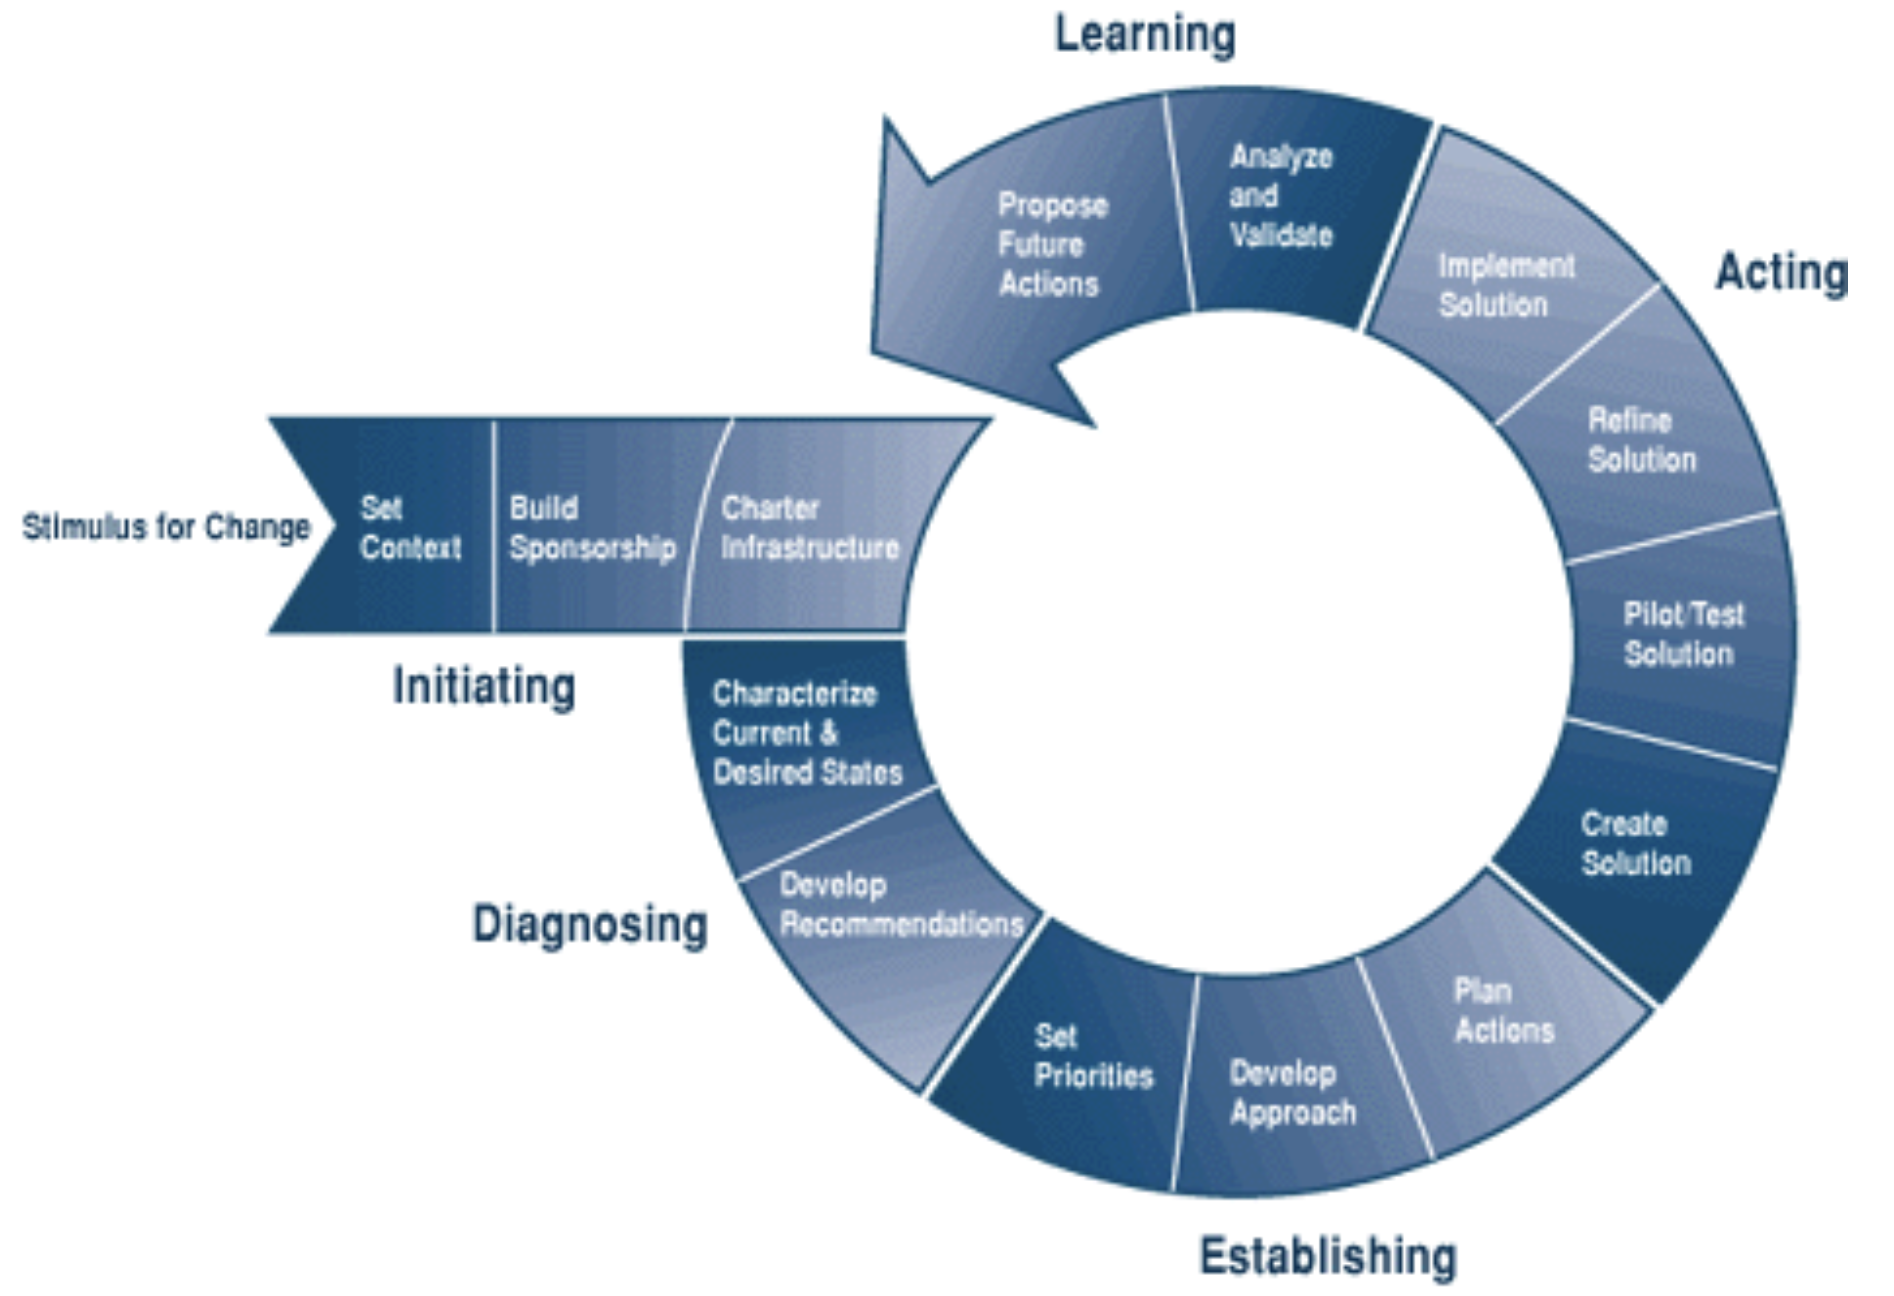 Learning
Analyze
and
Validate
Propose
Future
Actions
Implement
Solution
Acting
Refine
Solution
Stimulus for Change
Set
Context
Build
Sponsorship
Charter
Infrastructure
Pilot/Test
Solution
Initiating
Characterize
Current &
Desired States
Create
Solution
Develop
Recommendations
Diagnosing
Plan
Actions
Set
Priorities
Develop
Approach
Establishing